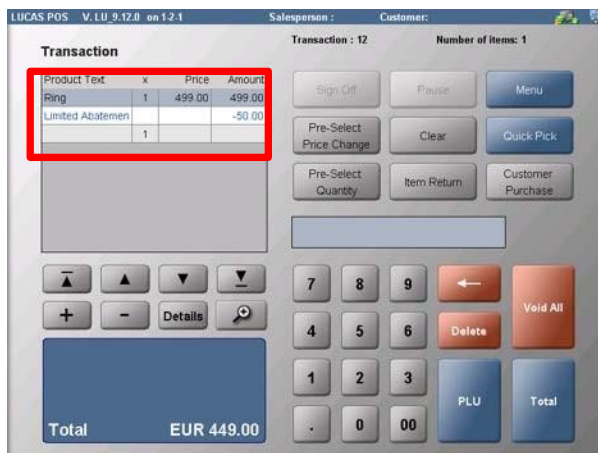 LUCAS POS V. LU_9.12.0 on 1-2-1 Salesperson : Customer:
Transaction
Transaction : 12 Number of items: 1
Product Text x Price Amount
Ring 1 499.00 499.00
Limited Abatemen -50.00
1
Sign Off Pause Menu
Pre-Select Price Change Clear Quick Pick
Pre-Select Quantity Item Return Customer Purchase
+ - Details
7 8 9 ←
4 5 6 Delete Void All
1 2 3
. 0 00 PLU Total
Total EUR 449.00